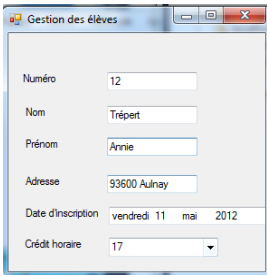 Gestion des élèves
Numéro 12
Nom Trépert
Prénom Annie
Adresse 93600 Aulnay
Date d'inscription vendredi 11 mai 2012
Crédit horaire 17